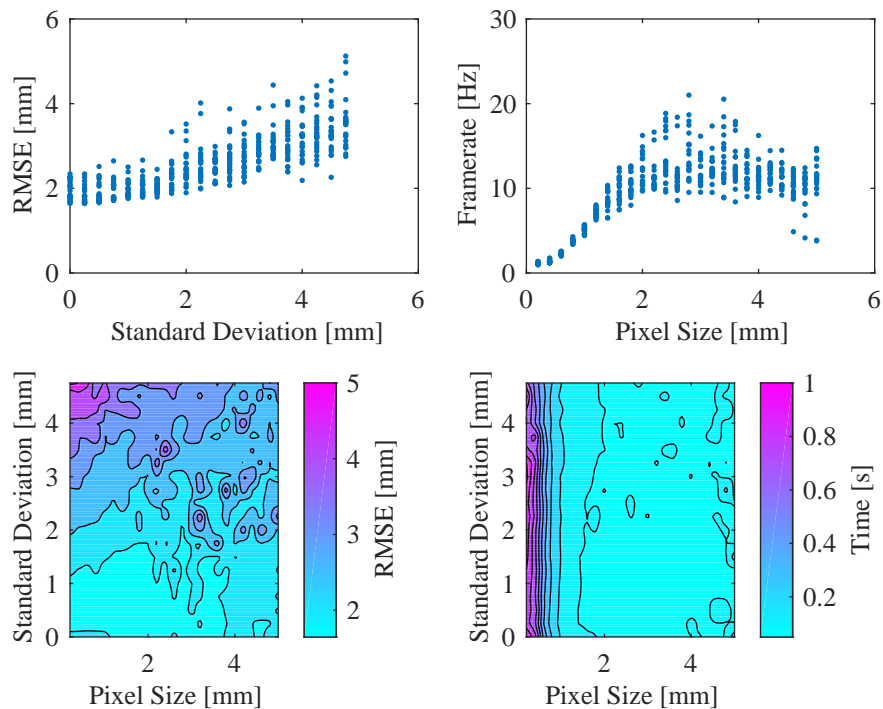 6
4
2
0
0 2 4 6
RMSE [mm]
Standard Deviation [mm]
30
20
10
0
0 2 4 6
Framerate [Hz]
Pixel Size [mm]
4
3
2
1
0
2 4
Standard Deviation [mm]
Pixel Size [mm]
5
4
3
2
RMSE [mm]
4
3
2
1
0
2 4
Standard Deviation [mm]
Pixel Size [mm]
1
0.8
0.6
0.4
0.2
Time [s]